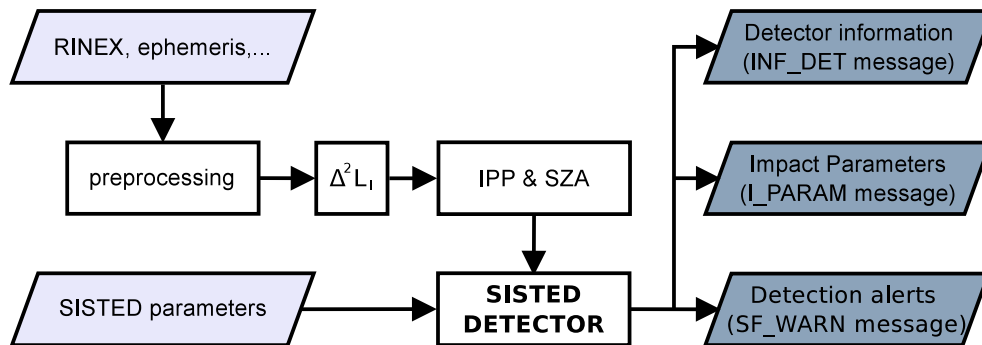 RINEX, ephemeris,...
Detector information
(INF_DET message)
preprocessing
Δ²L_I
IPP & SZA
Impact Parameters
(I_PARAM message)
SISTED parameters
SISTED
DETECTOR
Detection alerts
(SF_WARN message)